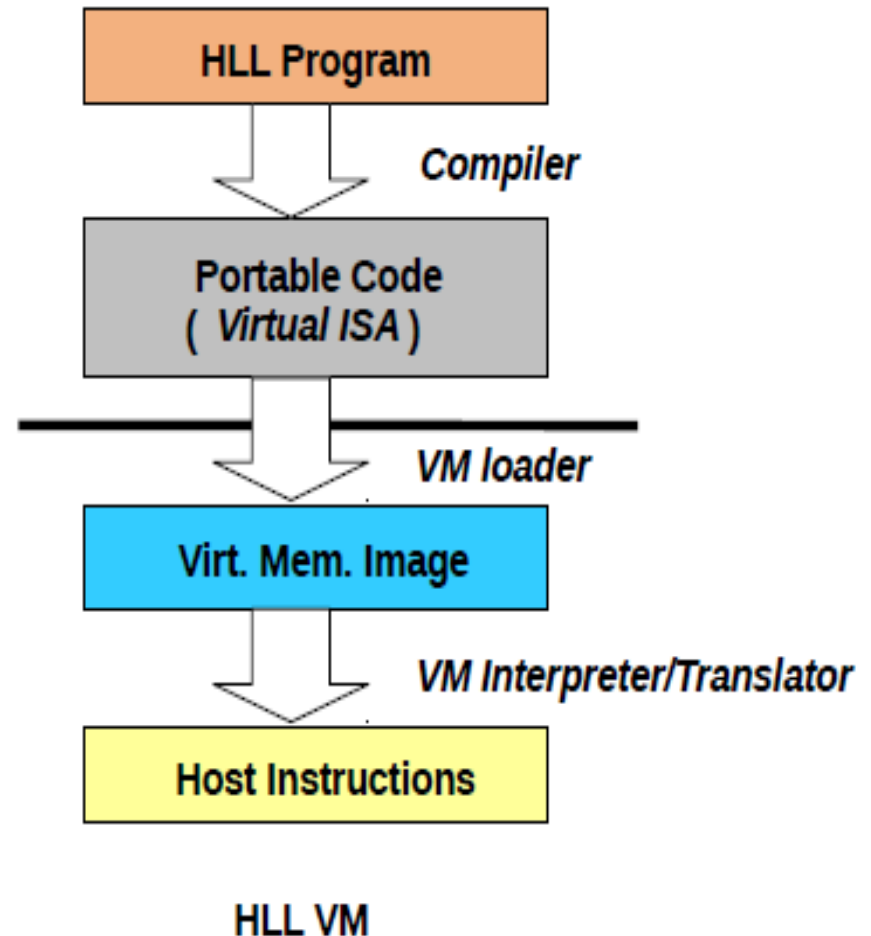 HLL Program
Compiler
Portable Code
( Virtual ISA )
VM loader
Virt. Mem. Image
VM Interpreter/Translator
Host Instructions
HLL VM